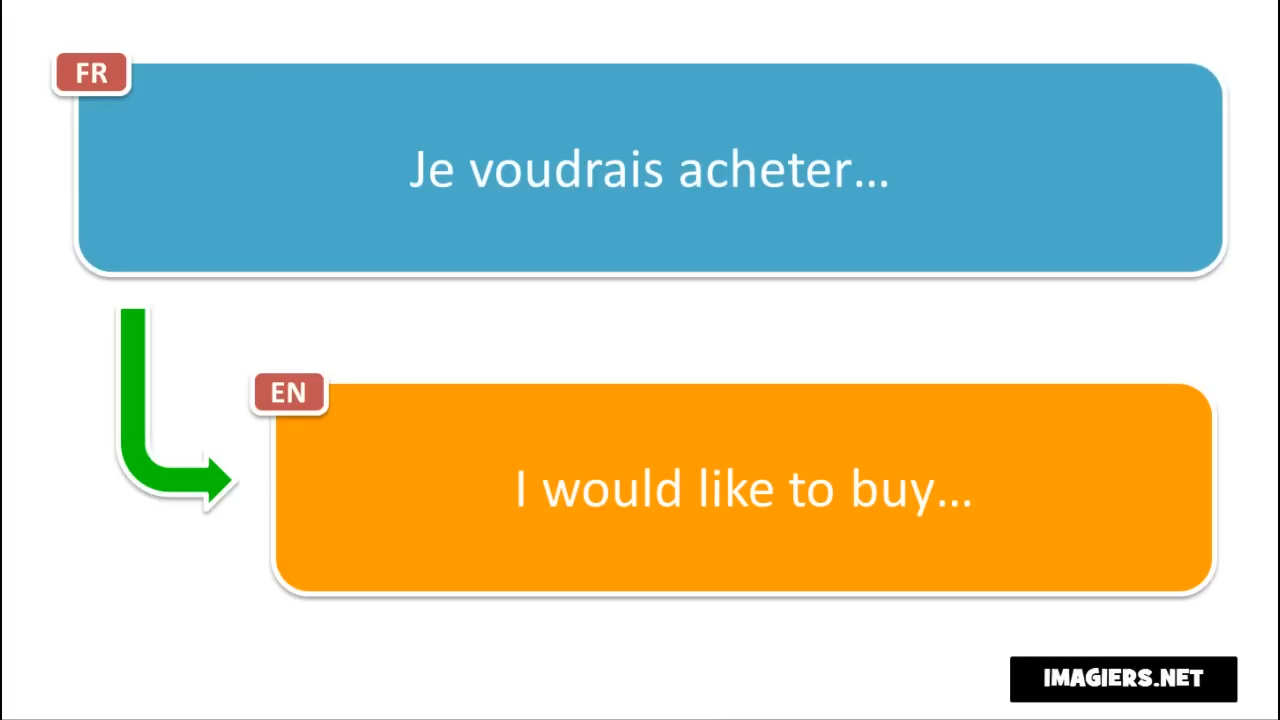 FR
Je voudrais acheter...
EN
I would like to buy...
IMAGIERS.NET